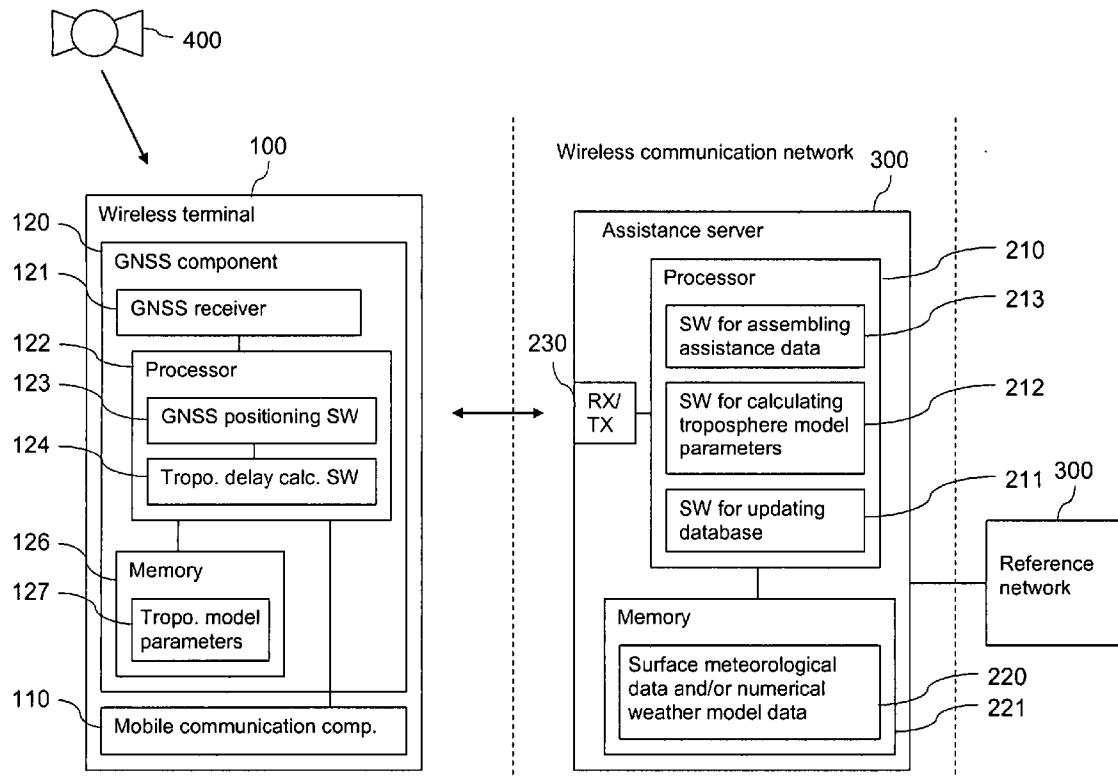 400
100
Wireless terminal
120
GNSS component
121
GNSS receiver
122
Processor
123
GNSS positioning SW
124
Tropo. delay calc. SW
126
Memory
127
Tropo. model
parameters
110
Mobile communication comp.
Wireless communication network
300
Assistance server
210
Processor
213
SW for assembling
assistance data
230
RX/
TX
212
SW for calculating
troposphere model
parameters
211
SW for updating
database
300
Reference
network
Memory
Surface meteorological
data and/or numerical
weather model data
220
221